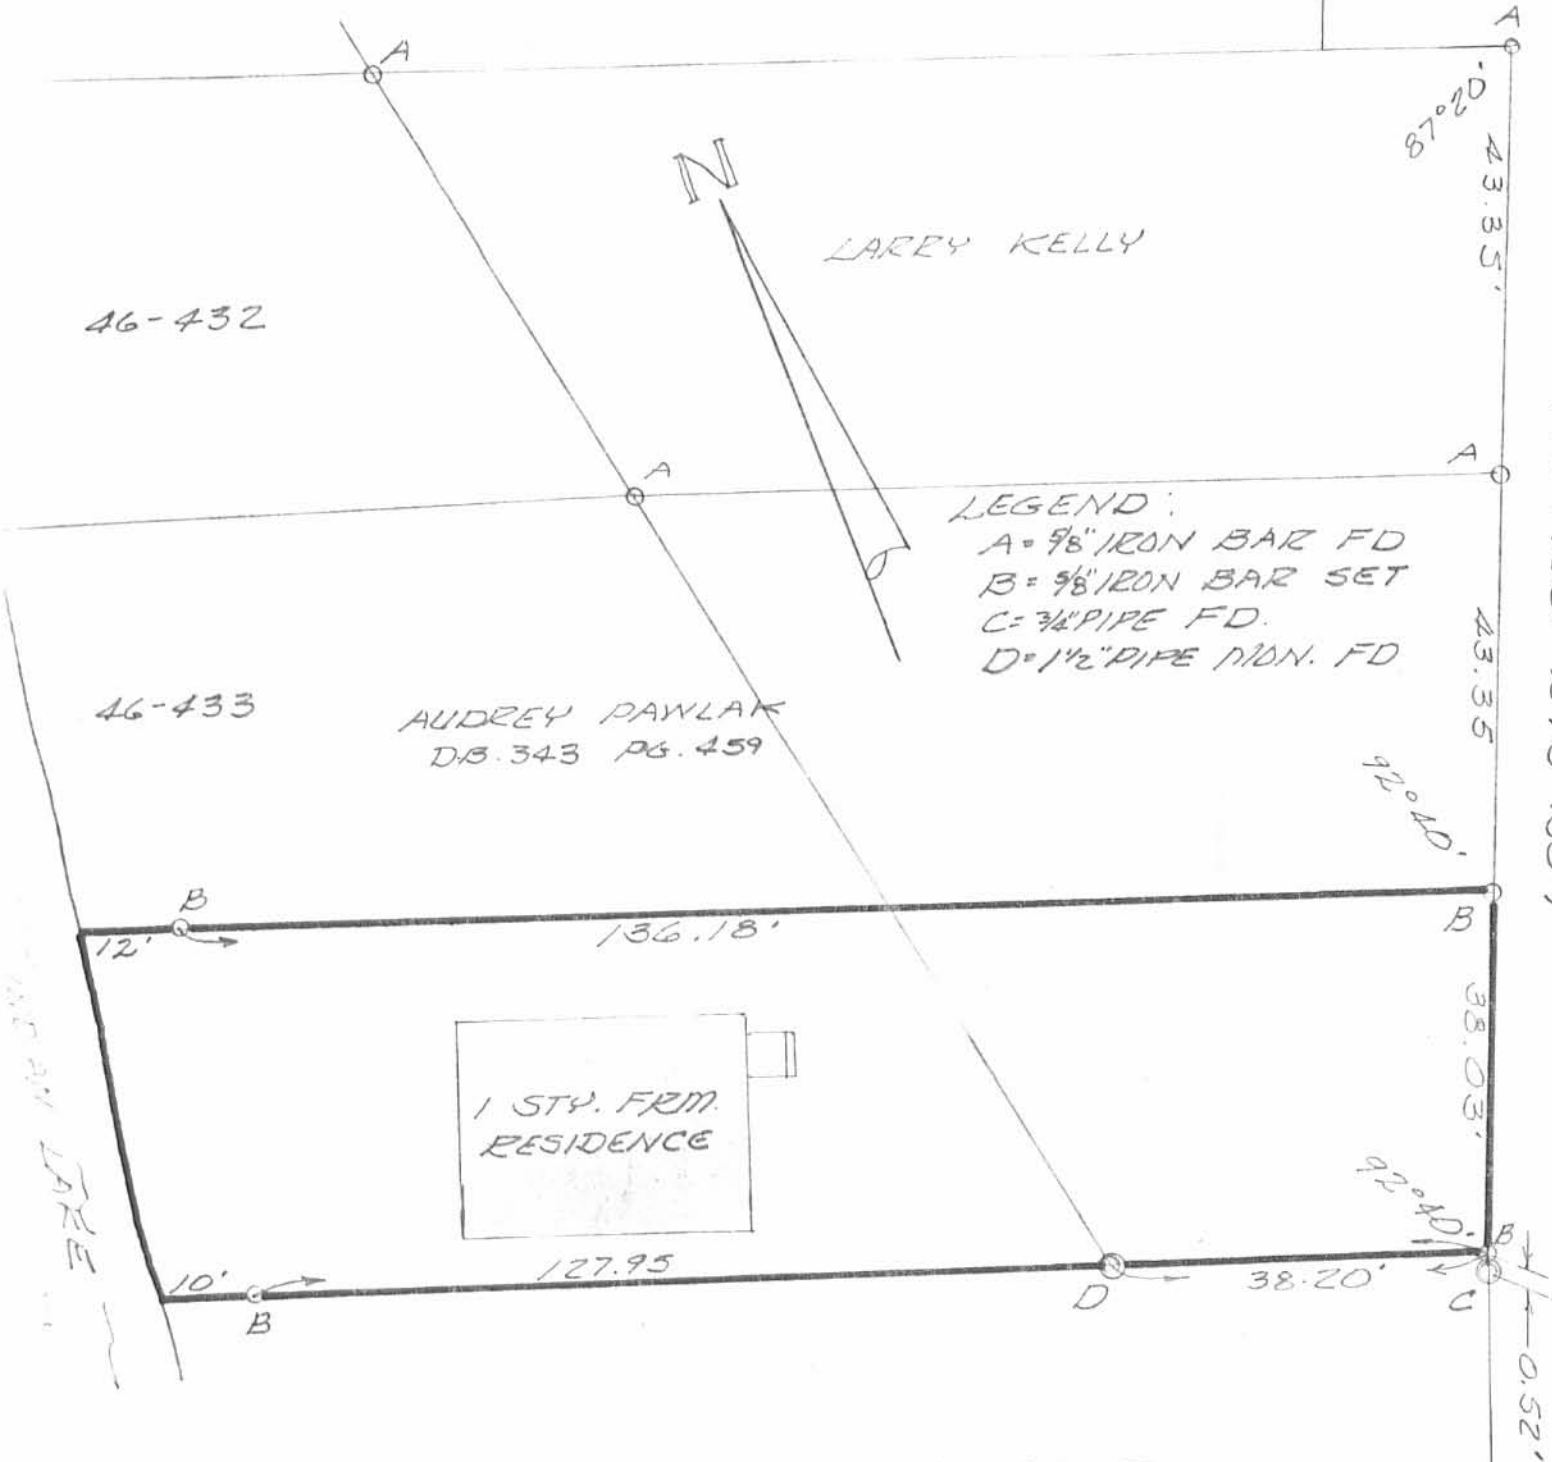 A
A
87°20'
43.35'
N
LARRY KELLY
46-432
A
A
LEGEND:
A=5/8" IRON BAR FD
B=5/8" IRON BAR SET
C=3/4" PIPE FD.
D=1 1/2" PIPE MON. FD
43.35
46-433
AUDREY PAWLAK
DB.343 PG.459
92°40'
B
12'
136.18'
B
38.03'
1 STY. FRM.
RESIDENCE
LAKE
92°40'
B
10'
127.95
38.20'
B
D
C
0.52'